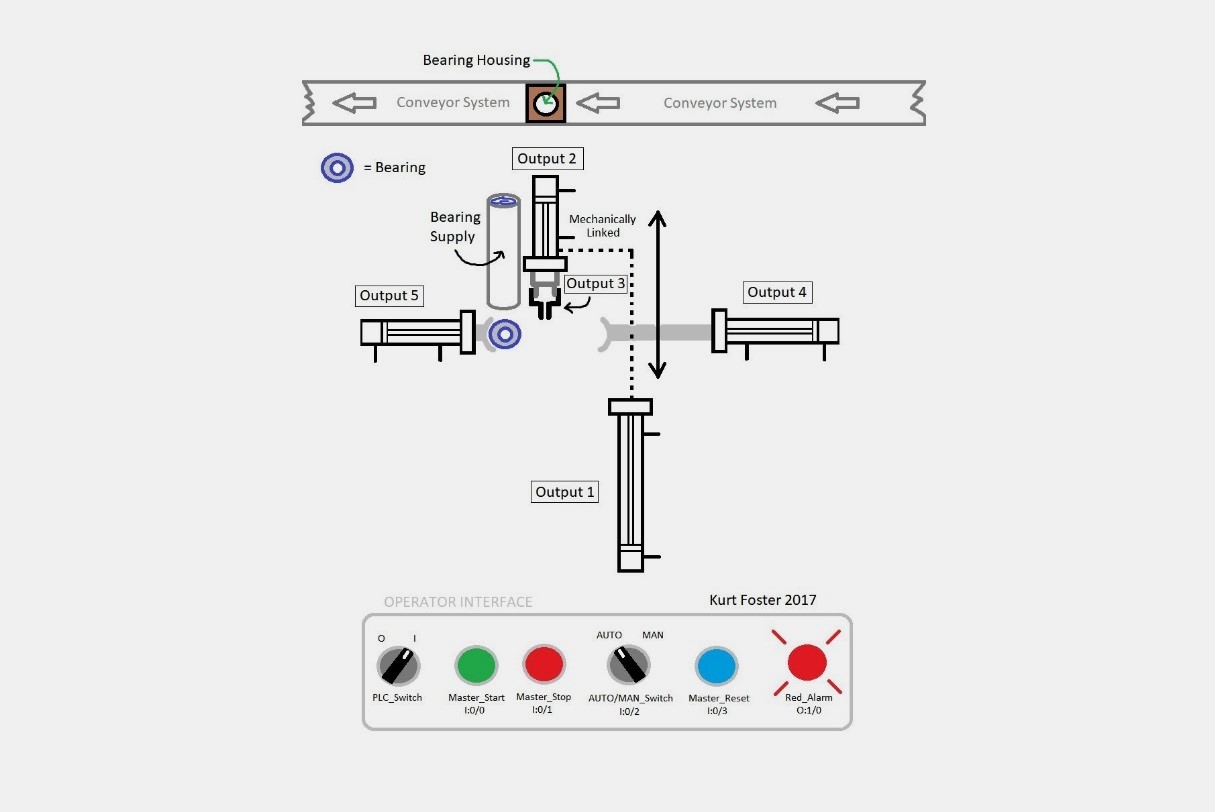 Bearing Housing
Conveyor System
Conveyor System
= Bearing
Output 2
Bearing
Supply
Mechanically
Linked
Output 3
Output 5
Output 4
Output 1
OPERATOR INTERFACE
Kurt Foster 2017
O I
AUTO MAN
PLC_Switch
Master_Start
I:0/0
Master_Stop
I:0/1
AUTO/MAN_Switch
I:0/2
Master_Reset
I:0/3
Red_Alarm
O:1/0